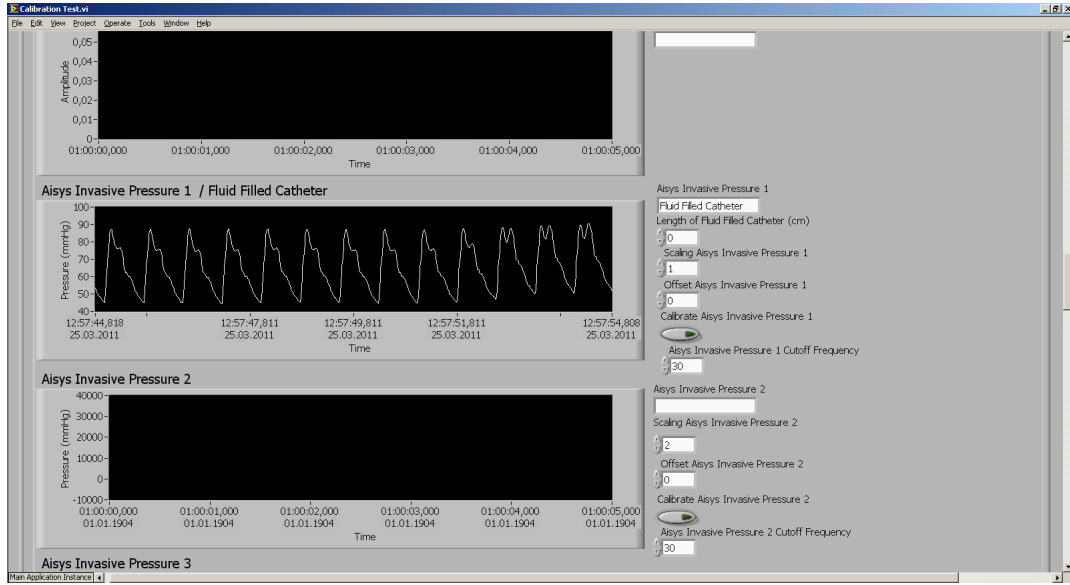 Calibration Test.vi
File Edit View Project Operate Tools Window Help
0,05
0,04
0,03
0,02
0,01
0
Amplitude
01:00:00,000 01:00:01,000 01:00:02,000 01:00:03,000 01:00:04,000 01:00:05,000
Time
Aisys Invasive Pressure 1 / Fluid Filled Catheter
100
90
80
70
60
50
40
Pressure (mmHg)
12:57:44,818 12:57:47,811 12:57:49,811 12:57:51,811 12:57:54,808
25.03.2011 25.03.2011 25.03.2011 25.03.2011 25.03.2011
Time
Aisys Invasive Pressure 1
Fluid Filled Catheter
Length of Fluid Filled Catheter (cm)
0
Scaling Aisys Invasive Pressure 1
1
Offset Aisys Invasive Pressure 1
0
Calibrate Aisys Invasive Pressure 1
Aisys Invasive Pressure 1 Cutoff Frequency
30
Aisys Invasive Pressure 2
40000
30000
20000
10000
0
-10000
Pressure (mmHg)
01:00:00,000 01:00:01,000 01:00:02,000 01:00:03,000 01:00:04,000 01:00:05,000
01.01.1904 01.01.1904 01.01.1904 01.01.1904 01.01.1904 01.01.1904
Time
Aisys Invasive Pressure 2
Scaling Aisys Invasive Pressure 2
2
Offset Aisys Invasive Pressure 2
0
Calibrate Aisys Invasive Pressure 2
Aisys Invasive Pressure 2 Cutoff Frequency
30
Aisys Invasive Pressure 3
Main Application Instance